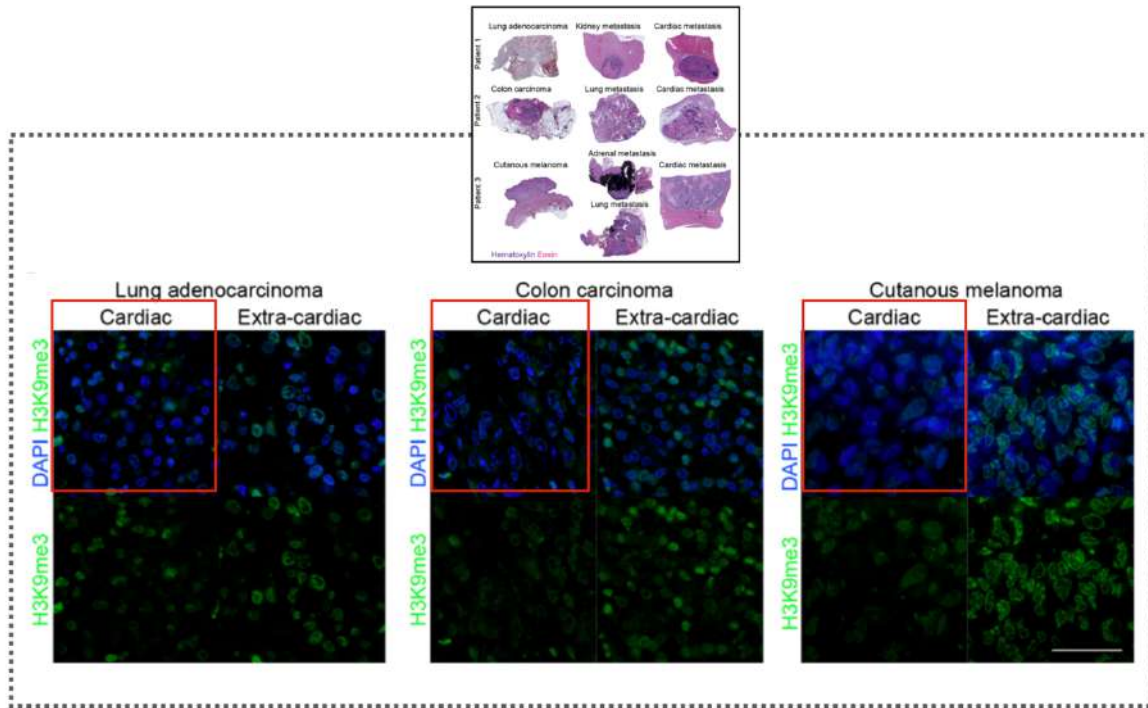 Lung adenocarcinoma Kidney metastasis Cardiac metastasis
Patient 1
Colon carcinoma Lung metastasis Cardiac metastasis
Patient 2
Adrenal metastasis
Cutanous melanoma Cardiac metastasis
Patient 3
Lung metastasis
Hematoxylin Eosin
Lung adenocarcinoma Colon carcinoma Cutanous melanoma
Cardiac Extra-cardiac Cardiac Extra-cardiac Cardiac Extra-cardiac
DAPI H3K9me3 DAPI H3K9me3 DAPI H3K9me3
H3K9me3 H3K9me3 H3K9me3